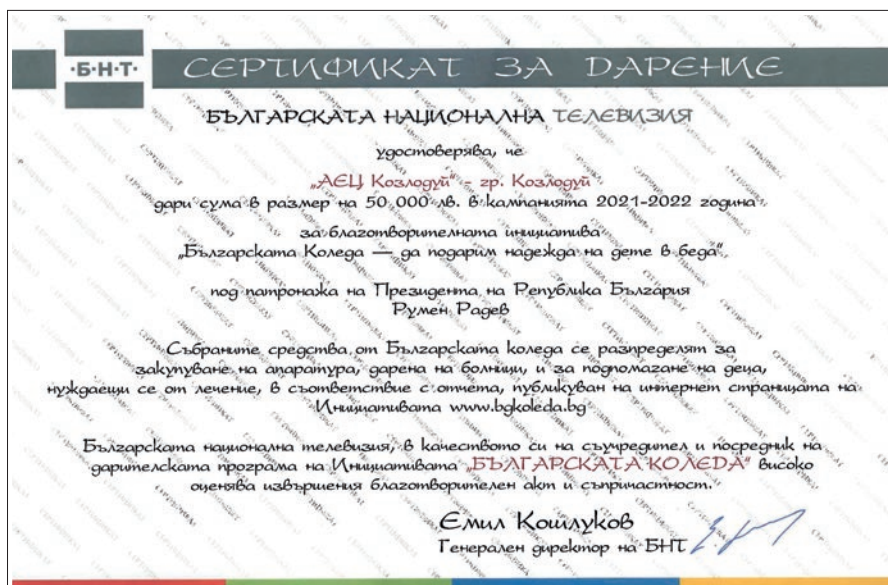 ·Б·Н·Т·
СЕРТИФИКАТ ЗА ДАРЕНИЕ
БЪЛГАРСКАТА НАЦИОНАЛНА ТЕЛЕВИЗИЯ
удостоверява, че
„АЕЦ Козлодуй“ - гр. Козлодуй
дари сума в размер на 50 000 лв. в кампанията 2021-2022 година
за благотворителната инициатива
„Българската Коледа — да подарим надежда на дете в беда“,
под патронажа на Президента на Република България
Румен Радев
Събраните средства от Българската коледа се разпределят за
закупуване на апаратура, дарена на болници, и за подпомагане на деца,
нуждаещи се от лечение, в съответствие с отчета, публикуван на интернет страницата на
Инициативата www.bgkoleda.bg
Българската национална телевизия, в качеството си на съучредител и посредник на
дарителската програма на Инициативата „БЪЛГАРСКАТА КОЛЕДА“ високо
оценява извършения благотворителен акт и съпричастност.
Емил Кошлуков
Генерален директор на БНТ